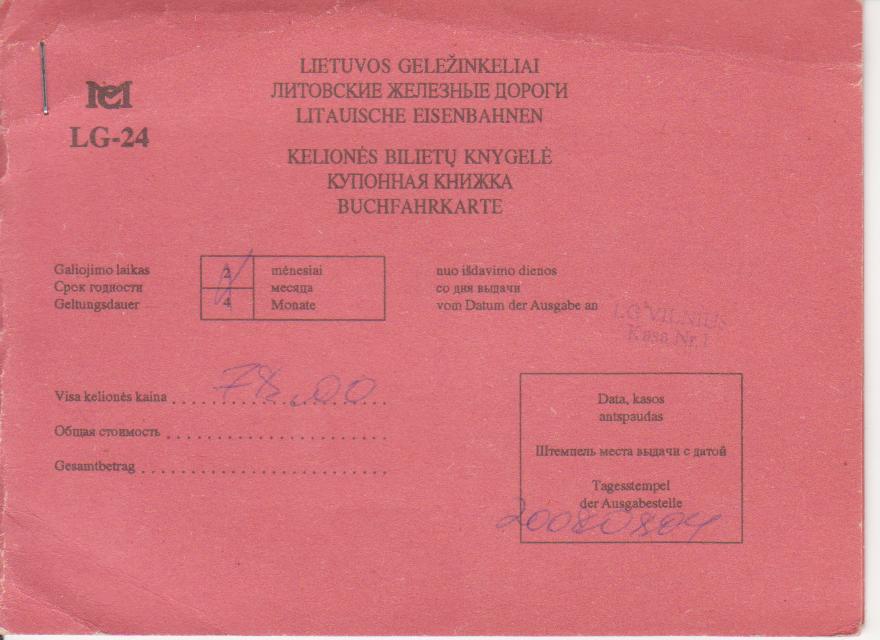 LIETUVOS GELEŽINKELIAI
ЛИТОВСКИЕ ЖЕЛЕЗНЫЕ ДОРОГИ
LITAUISCHE EISENBAHNEN
LG-24
KELIONĖS BILIETŲ KNYGELĖ
КУПОННАЯ КНИЖКА
BUCHFAHRKARTE
Galiojimo laikas 2 mėnesiai nuo išdavimo dienos
Срок годности месяца со дня выдачи
Geltungsdauer 4 Monate vom Datum der Ausgabe an
LG VILNIUS
Kasa Nr.1
Visa kelionės kaina 78,00
Общая стоимость
Gesamtbetrag
Data, kasos
antspaudas
Штемпель места выдачи с датой
Tagesstempel
der Ausgabestelle
20080804